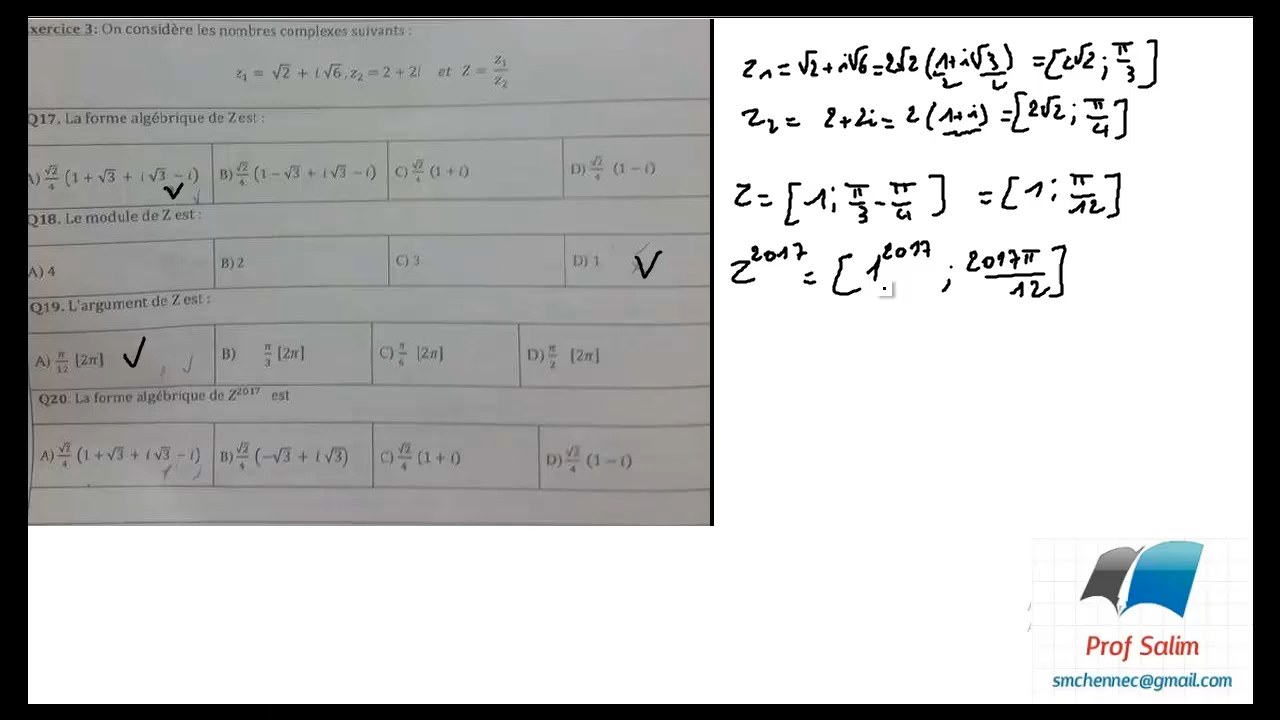 xercice 3: On considère les nombres complexes suivants :
z₁ = √2 + i √6, z₂ = 2 + 2i et Z = z₁/z₂
Q17. La forme algébrique de Z est :
A) √2/4 (1 + √3 + i √3 − i) B) √2/4 (1 − √3 + i √3 − i) C) √2/4 (1 + i) D) √2/4 (1 − i)
Q18. Le module de Z est :
A) 4 B) 2 C) 3 D) 1
Q19. L'argument de Z est :
A) π/12 [2π] B) π/3 [2π] C) π/6 [2π] D) π/2 [2π]
Q20. La forme algébrique de Z²⁰¹⁷ est
A) √2/4 (1 + √3 + i √3 − i) B) √2/4 (−√3 + i √3) C) √2/4 (1 + i) D) √2/4 (1 − i)
Z₁ = √2 + i√6 = 2√2 (1/2 + i√3/2) = [2√2 ; π/3]
Z₂ = 2 + 2i = 2 (1 + i) = [2√2 ; π/4]
Z = [1 ; π/3 − π/4] = [1 ; π/12]
Z²⁰¹⁷ = [1²⁰¹⁷ ; 2017π/12]
Prof Salim
smchennec@gmail.com